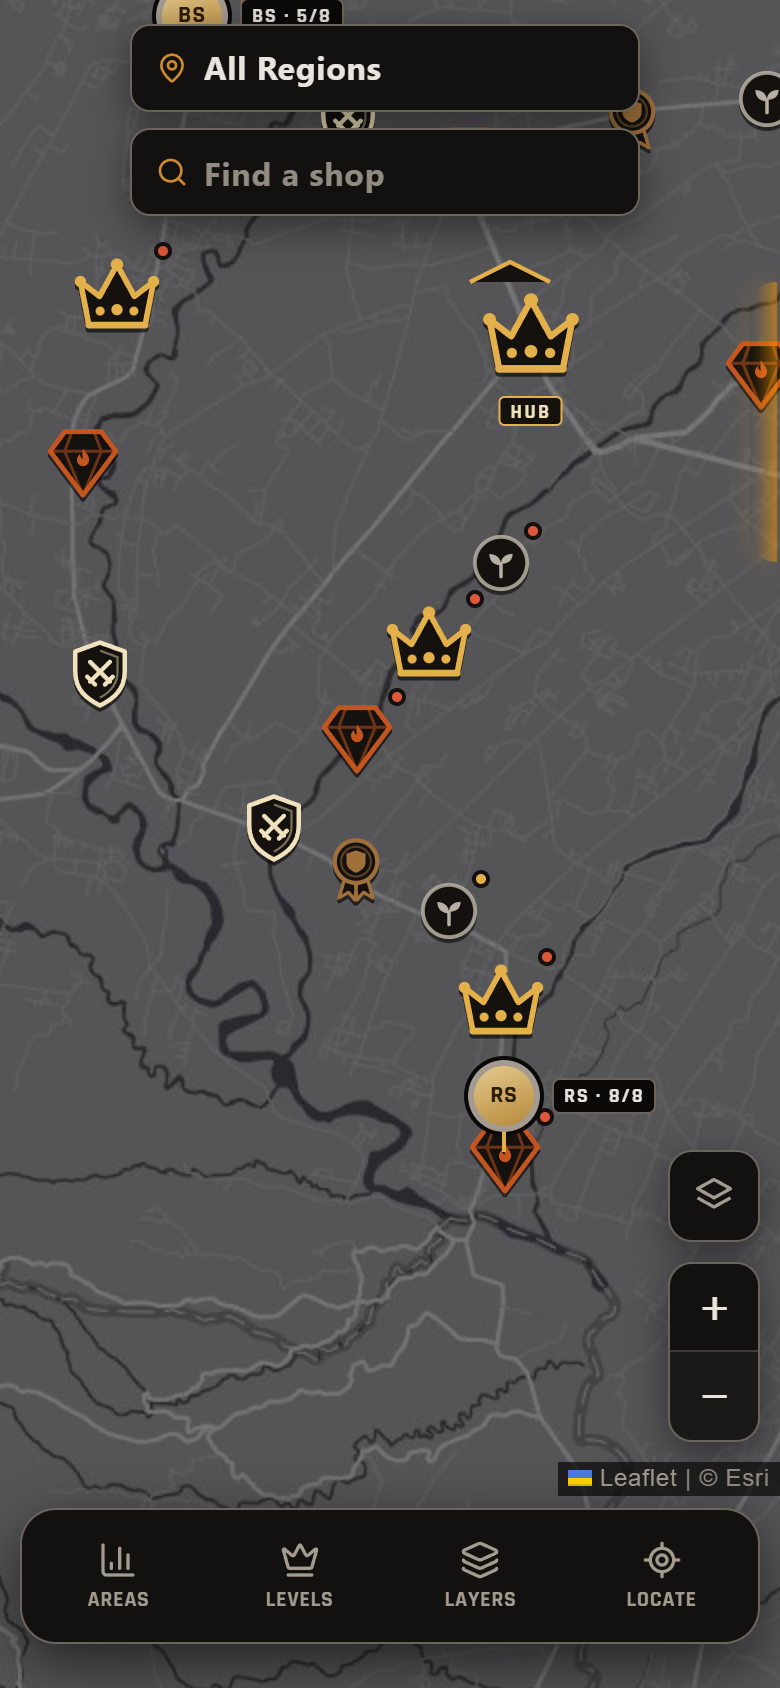 BS
BS · 5/8
All Regions
Find a shop
HUB
RS
RS · 8/8
+
−
Leaflet | © Esri
AREAS
LEVELS
LAYERS
LOCATE